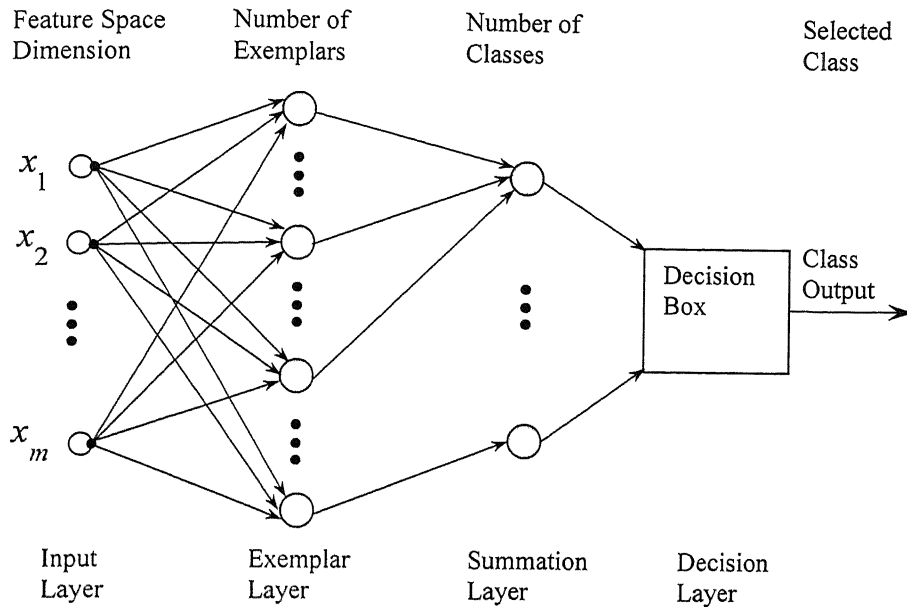 Feature Space
Dimension
Number of
Exemplars
Number of
Classes
Selected
Class
x1
x2
xm
Decision
Box
Class
Output
Input
Layer
Exemplar
Layer
Summation
Layer
Decision
Layer